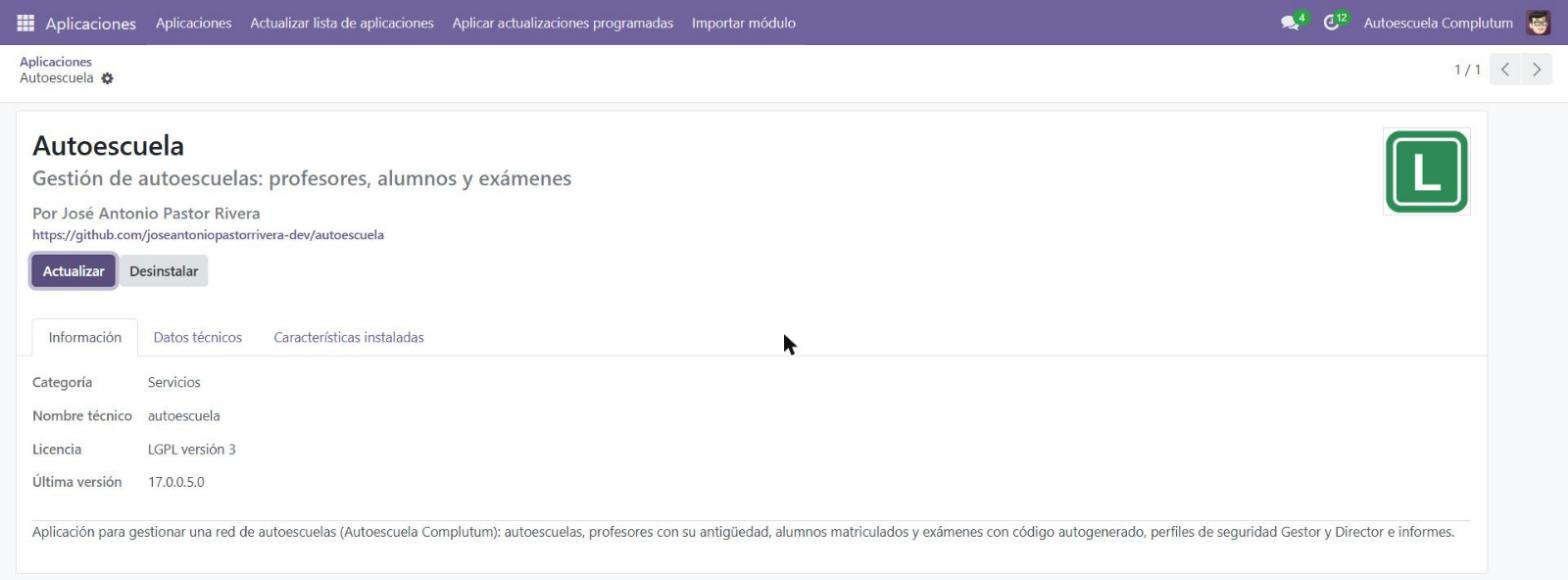 Aplicaciones Aplicaciones Actualizar lista de aplicaciones Aplicar actualizaciones programadas Importar módulo 4 12 Autoescuela Complutum
Aplicaciones
Autoescuela 1 / 1
Autoescuela
Gestión de autoescuelas: profesores, alumnos y exámenes
L
Por José Antonio Pastor Rivera
https://github.com/joseantoniopastorrivera-dev/autoescuela
Actualizar Desinstalar
Información Datos técnicos Características instaladas
Categoría Servicios
Nombre técnico autoescuela
Licencia LGPL versión 3
Última versión 17.0.0.5.0
Aplicación para gestionar una red de autoescuelas (Autoescuela Complutum): autoescuelas, profesores con su antigüedad, alumnos matriculados y exámenes con código autogenerado, perfiles de seguridad Gestor y Director e informes.